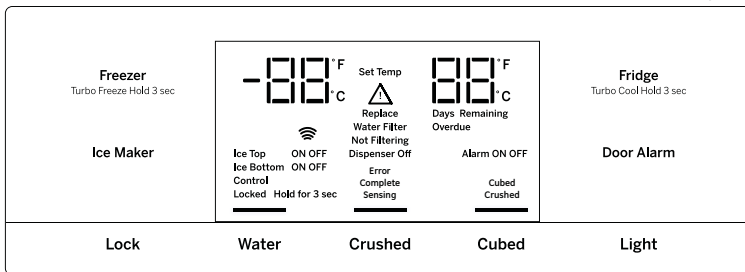 Freezer
Turbo Freeze Hold 3 sec
Ice Maker
-88 °F °C
Set Temp
Replace
Water Filter
Not Filtering
Dispenser Off
Error
Complete
Sensing
88 °F °C
Days Remaining
Overdue
Ice Top ON OFF
Ice Bottom ON OFF
Control
Locked Hold for 3 sec
Alarm ON OFF
Cubed
Crushed
Fridge
Turbo Cool Hold 3 sec
Door Alarm
Lock Water Crushed Cubed Light